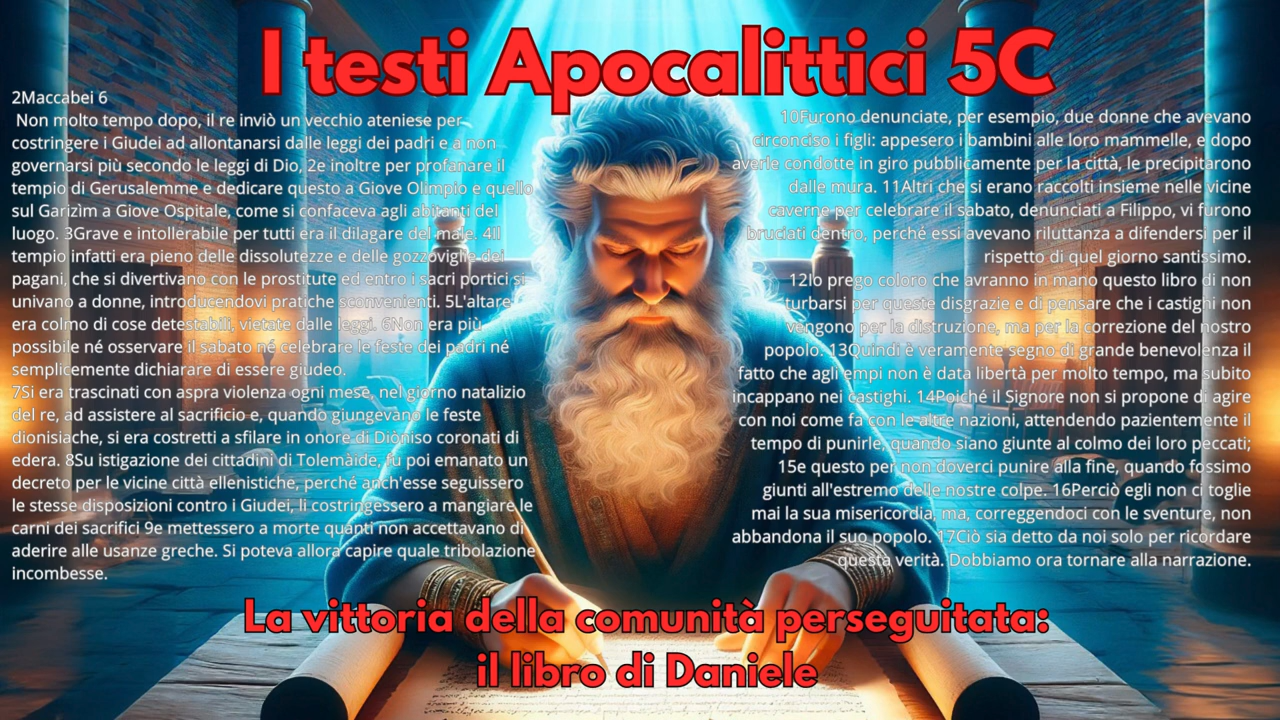 I testi Apocalittici 5C
2Maccabei 6
Non molto tempo dopo, il re inviò un vecchio ateniese per
costringere i Giudei ad allontanarsi dalle leggi dei padri e a non
governarsi più secondo le leggi di Dio, 2e inoltre per profanare il
tempio di Gerusalemme e dedicare questo a Giove Olimpio e quello
sul Garizìm a Giove Ospitale, come si confaceva agli abitanti del
luogo. 3Grave e intollerabile per tutti era il dilagare del male. 4Il
tempio infatti era pieno delle dissolutezze e delle gozzoviglie dei
pagani, che si divertivano con le prostitute ed entro i sacri portici si
univano a donne, introducendovi pratiche sconvenienti. 5L'altare
era colmo di cose detestabili, vietate dalle leggi. 6Non era più
possibile né osservare il sabato né celebrare le feste dei padri né
semplicemente dichiarare di essere giudeo.
7Si era trascinati con aspra violenza ogni mese, nel giorno natalizio
del re, ad assistere al sacrificio e, quando giungevano le feste
dionisiache, si era costretti a sfilare in onore di Diòniso coronati di
edera. 8Su istigazione dei cittadini di Tolemàide, fu poi emanato un
decreto per le vicine città ellenistiche, perché anch'esse seguissero
le stesse disposizioni contro i Giudei, li costringessero a mangiare le
carni dei sacrifici 9e mettessero a morte quanti non accettavano di
aderire alle usanze greche. Si poteva allora capire quale tribolazione
incombesse.
10Furono denunciate, per esempio, due donne che avevano
circonciso i figli: appesero i bambini alle loro mammelle, e dopo
averle condotte in giro pubblicamente per la città, le precipitarono
dalle mura. 11Altri che si erano raccolti insieme nelle vicine
caverne per celebrare il sabato, denunciati a Filippo, vi furono
bruciati dentro, perché essi avevano riluttanza a difendersi per il
rispetto di quel giorno santissimo.
12Io prego coloro che avranno in mano questo libro di non
turbarsi per queste disgrazie e di pensare che i castighi non
vengono per la distruzione, ma per la correzione del nostro
popolo. 13Quindi è veramente segno di grande benevolenza il
fatto che agli empi non è data libertà per molto tempo, ma subito
incappano nei castighi. 14Poiché il Signore non si propone di agire
con noi come fa con le altre nazioni, attendendo pazientemente il
tempo di punirle, quando siano giunte al colmo dei loro peccati;
15e questo per non doverci punire alla fine, quando fossimo
giunti all'estremo delle nostre colpe. 16Perciò egli non ci toglie
mai la sua misericordia, ma, correggendoci con le sventure, non
abbandona il suo popolo. 17Ciò sia detto da noi solo per ricordare
questa verità. Dobbiamo ora tornare alla narrazione.
La vittoria della comunità perseguitata:
il libro di Daniele